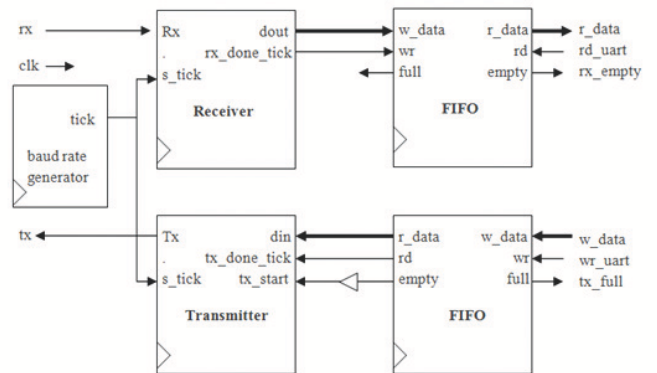 rx
clk
tick
baud rate
generator
tx
Rx
dout
.
rx_done_tick
s_tick
Receiver
w_data
r_data
wr
rd
full
empty
FIFO
r_data
rd_uart
rx_empty
Tx
din
.
tx_done_tick
s_tick
tx_start
Transmitter
r_data
w_data
rd
wr
empty
full
FIFO
w_data
wr_uart
tx_full